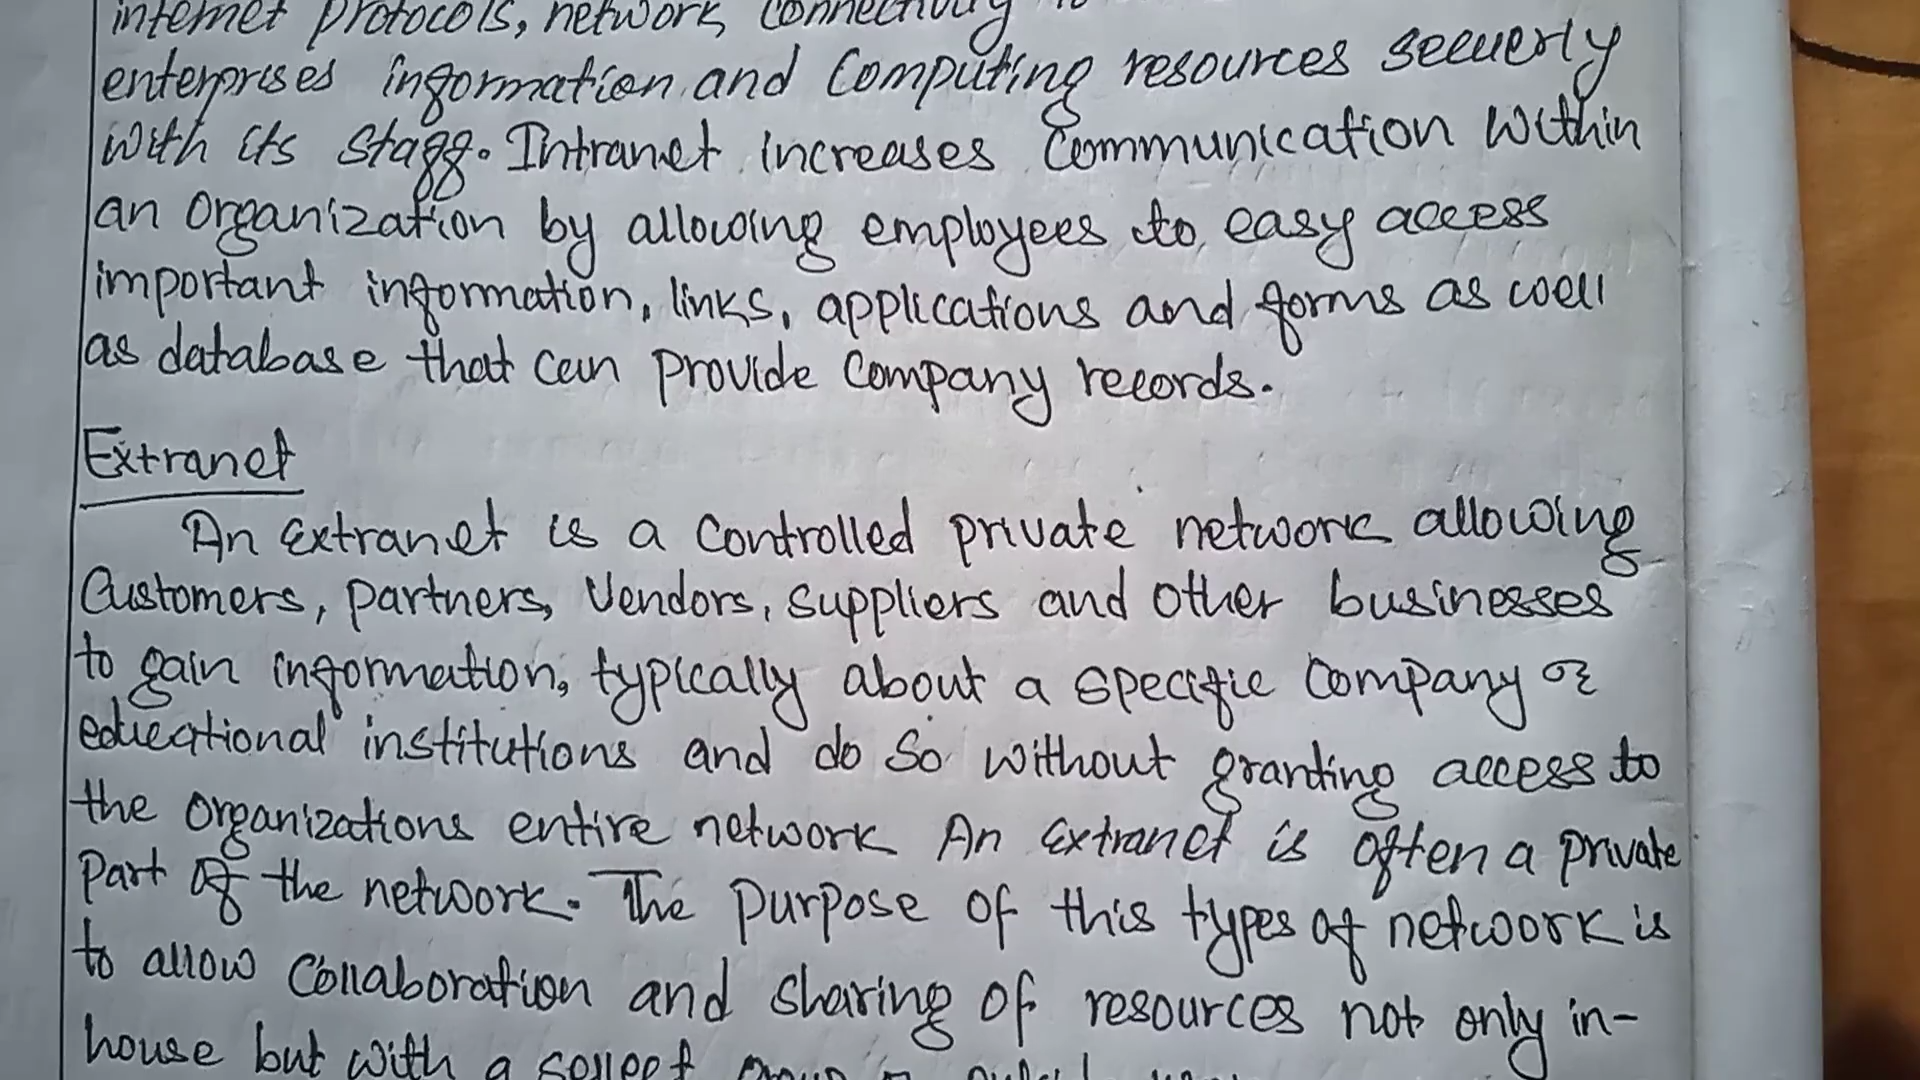 internet protocols, network connectivity
enterprises information and Computing resources securly
with its staff. Intranet increases Communication within
an organization by allowing employees to easy access
important information, links, applications and forms as well
as database that can provide Company records.
Extranet
An Extranet is a controlled private network allowing
Customers, partners, Vendors, suppliers and other businesses
to gain information, typically about a specific Company or
educational institutions and do so without granting access to
the organizations entire network An Extranet is often a private
part of the network. The purpose of this types of network is
to allow Collaboration and sharing of resources not only in-
house but with a select group